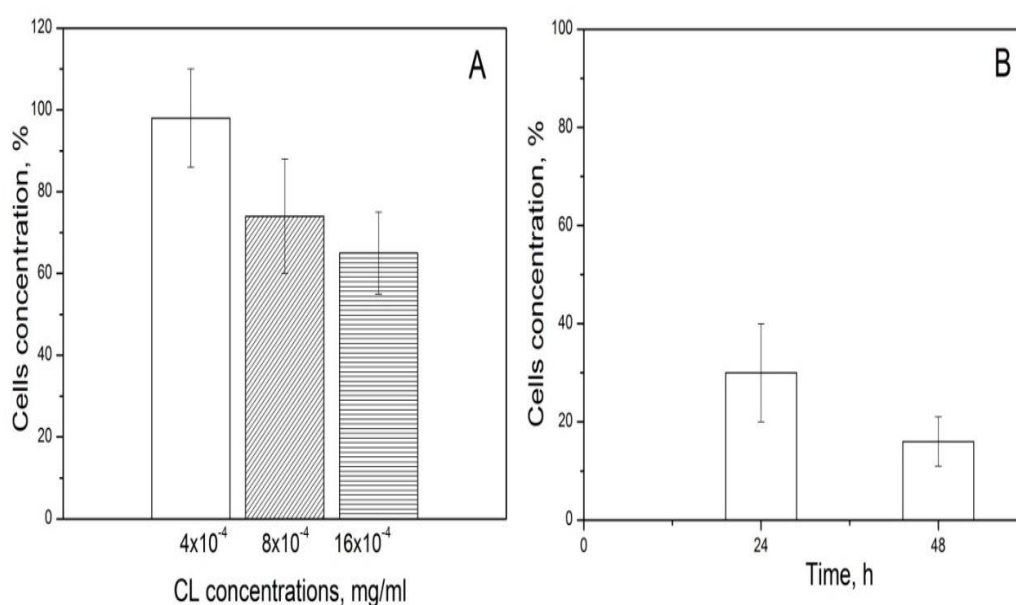 A
Cells concentration, %
120
100
80
60
40
20
0
4x10⁻⁴ 8x10⁻⁴ 16x10⁻⁴
CL concentrations, mg/ml
B
Cells concentration, %
100
80
60
40
20
0
0 24 48
Time, h